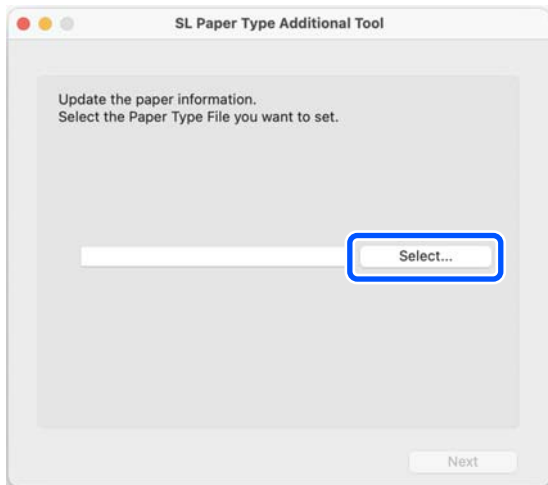 SL Paper Type Additional Tool
Update the paper information.
Select the Paper Type File you want to set.
Select...
Next